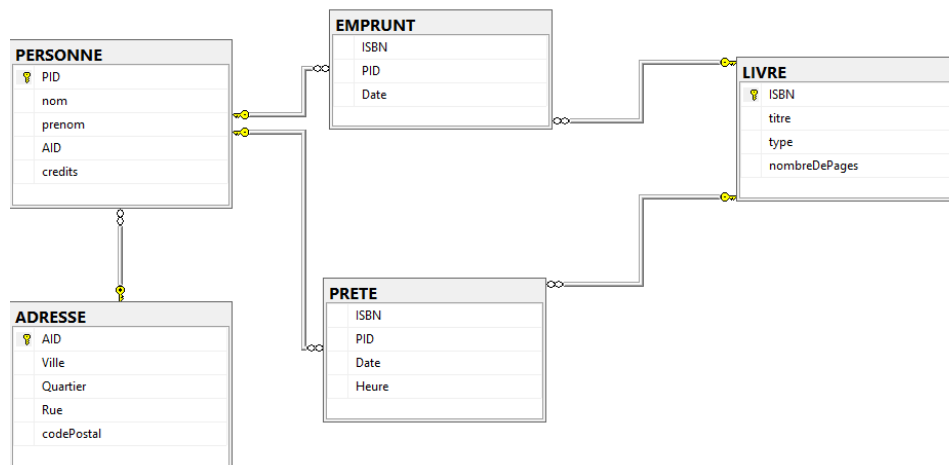 PERSONNE
PID
nom
prenom
AID
credits
EMPRUNT
ISBN
PID
Date
LIVRE
ISBN
titre
type
nombreDePages
ADRESSE
AID
Ville
Quartier
Rue
codePostal
PRETE
ISBN
PID
Date
Heure